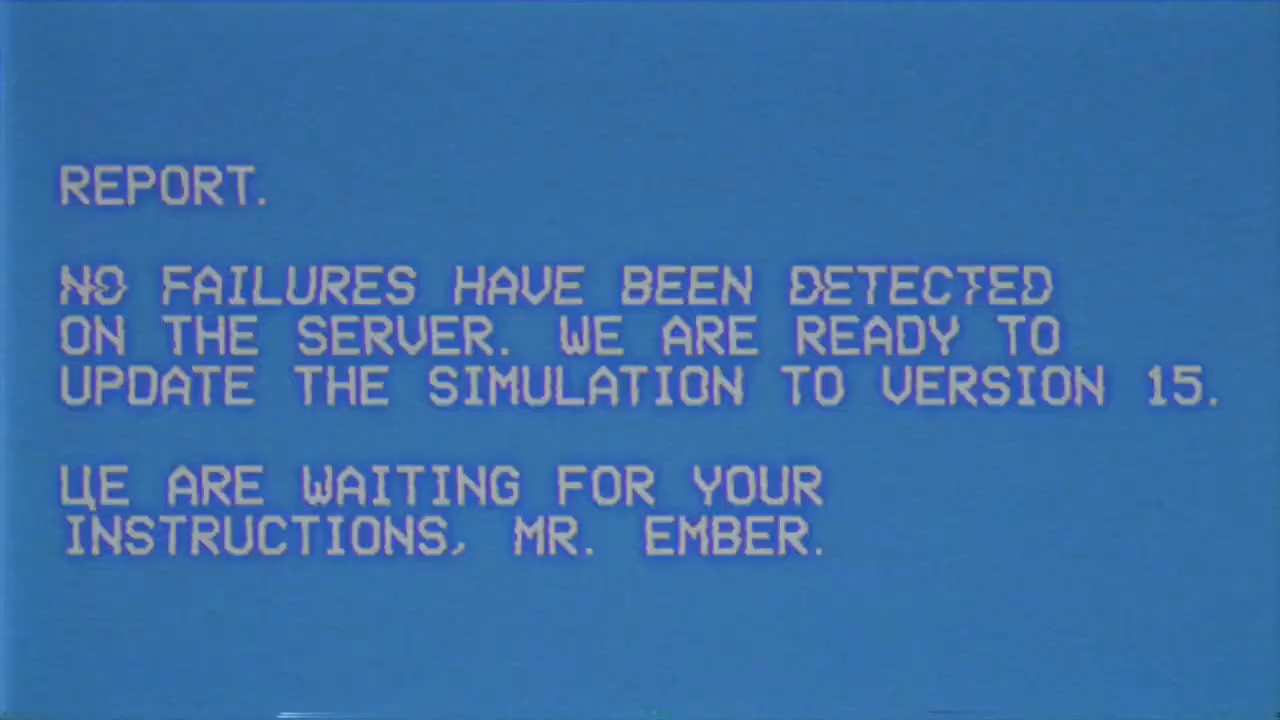 REPORT.
NO FAILURES HAVE BEEN DETECTED
ON THE SERVER. WE ARE READY TO
UPDATE THE SIMULATION TO VERSION 15.
WE ARE WAITING FOR YOUR
INSTRUCTIONS, MR. EMBER.